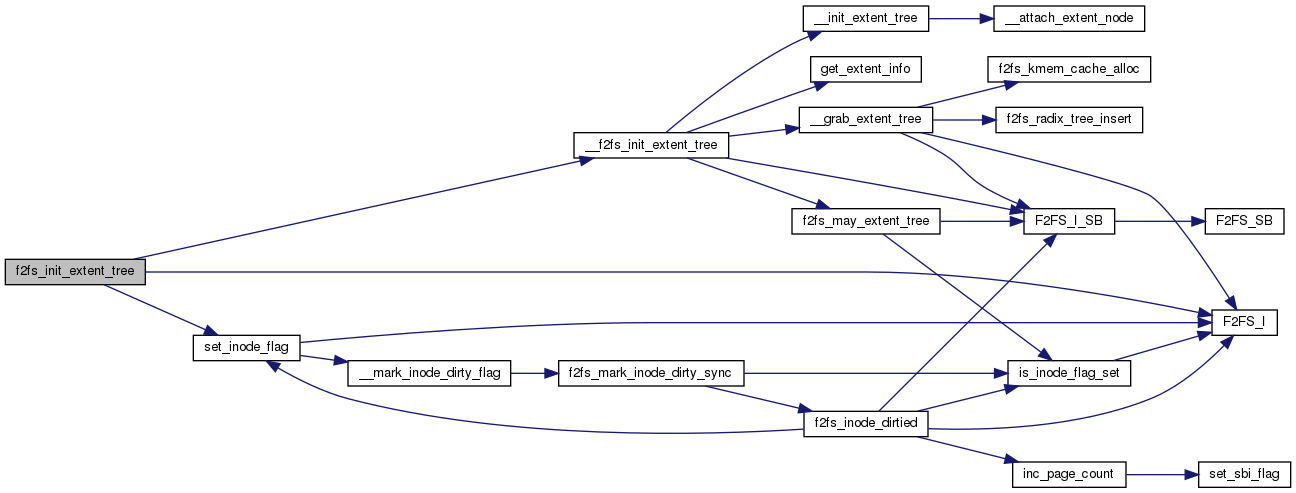 __init_extent_tree
__attach_extent_node
get_extent_info
f2fs_kmem_cache_alloc
__grab_extent_tree
f2fs_radix_tree_insert
__f2fs_init_extent_tree
f2fs_may_extent_tree
F2FS_I_SB
F2FS_SB
f2fs_init_extent_tree
F2FS_I
set_inode_flag
__mark_inode_dirty_flag
f2fs_mark_inode_dirty_sync
is_inode_flag_set
f2fs_inode_dirtied
inc_page_count
set_sbi_flag